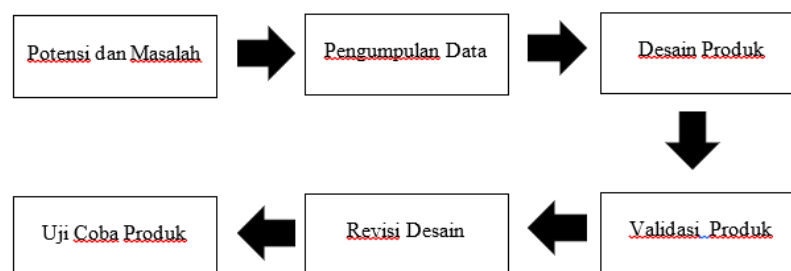 Potensi dan Masalah
Pengumpulan Data
Desain Produk
Validasi Produk
Revisi Desain
Uji Coba Produk